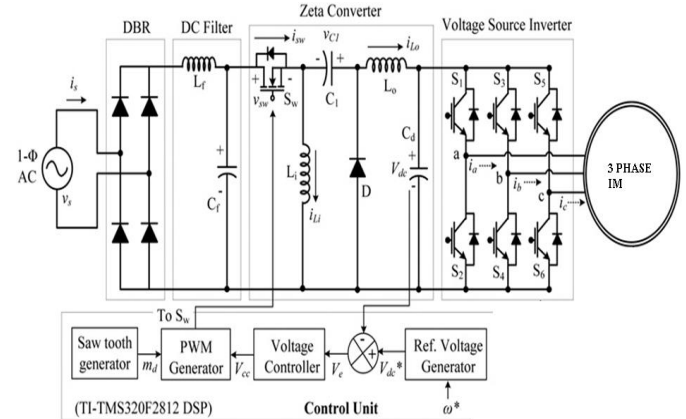 DBR
DC Filter
Zeta Converter
Voltage Source Inverter
i_s
1-Φ
AC
v_s
L_f
C_f
+
-
i_sw
+
-
v_sw
S_w
v_C1
-
+
C_1
i_Lo
L_o
L_i
i_Li
D
C_d
+
V_dc
-
S_1
S_3
S_5
a
i_a
b
i_b
c
i_c
S_2
S_4
S_6
3 PHASE
IM
To S_w
Saw tooth
generator
m_d
PWM
Generator
V_cc
Voltage
Controller
V_e
-
+
V_dc*
Ref. Voltage
Generator
ω*
(TI-TMS320F2812 DSP)
Control Unit